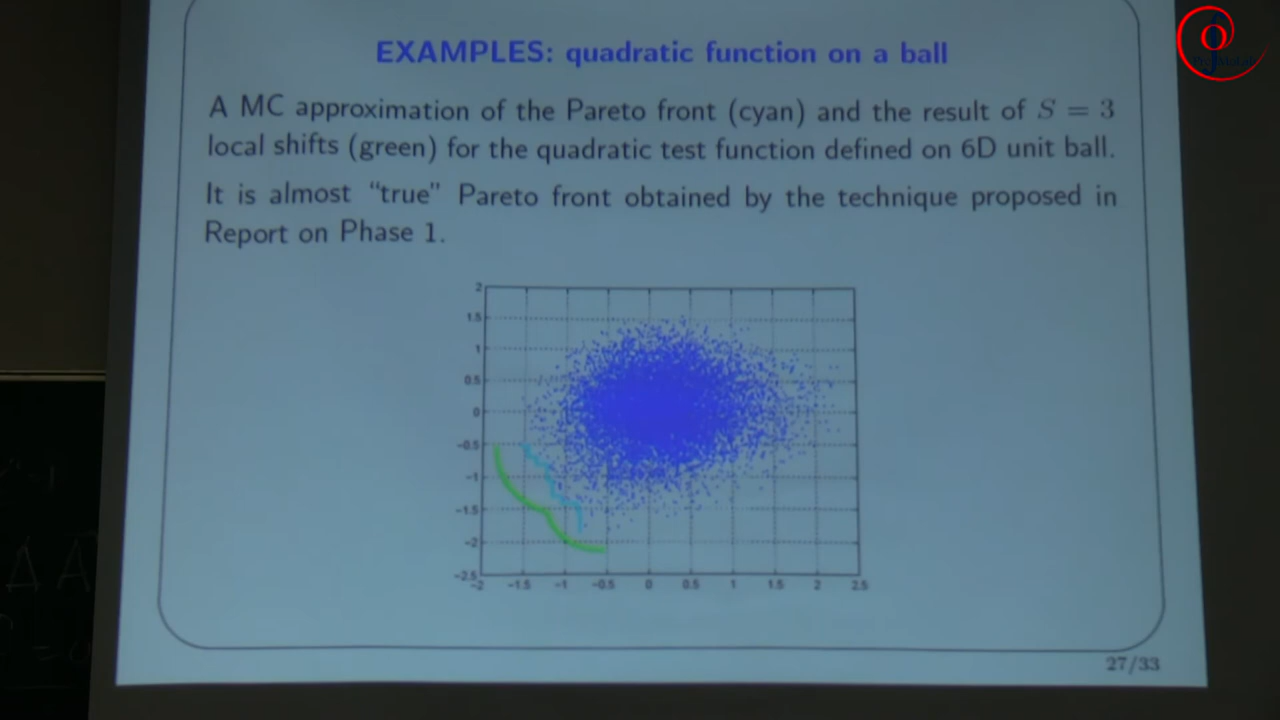 EXAMPLES: quadratic function on a ball
A MC approximation of the Pareto front (cyan) and the result of S = 3
local shifts (green) for the quadratic test function defined on 6D unit ball.
It is almost “true” Pareto front obtained by the technique proposed in
Report on Phase 1.
2
1.5
1
0.5
0
-0.5
-1
-1.5
-2
-2.5
-2 -1.5 -1 -0.5 0 0.5 1 1.5 2 2.5
27/33